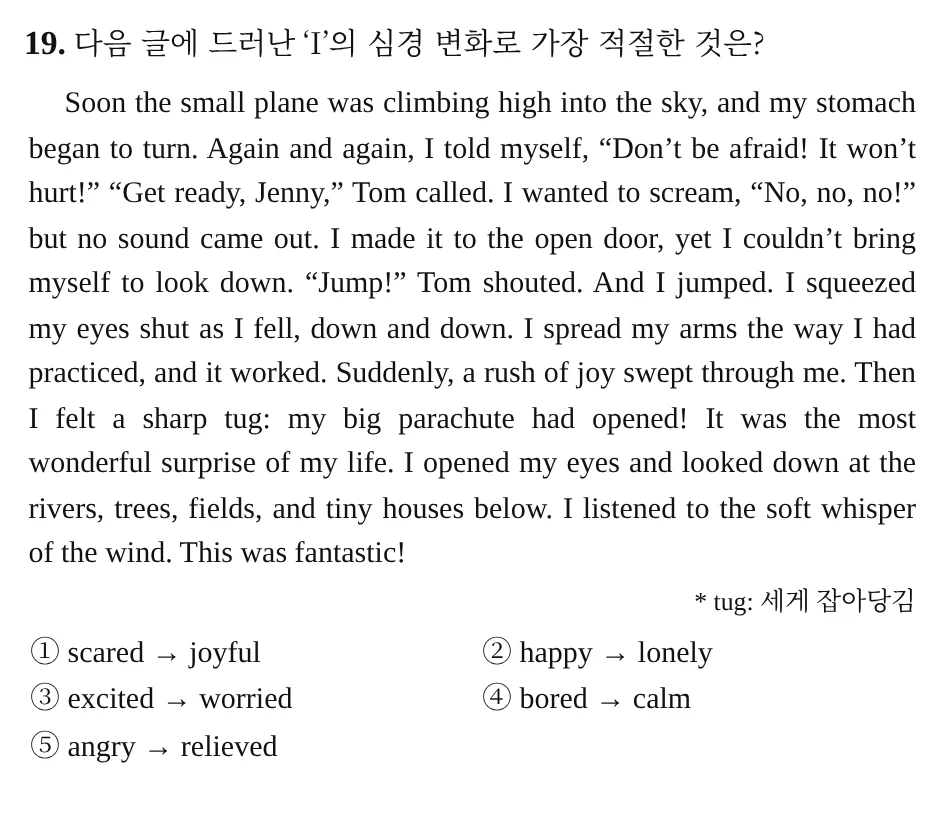 19. 다음 글에 드러난 ‘I’의 심경 변화로 가장 적절한 것은?
Soon the small plane was climbing high into the sky, and my stomach
began to turn. Again and again, I told myself, “Don’t be afraid! It won’t
hurt!” “Get ready, Jenny,” Tom called. I wanted to scream, “No, no, no!”
but no sound came out. I made it to the open door, yet I couldn’t bring
myself to look down. “Jump!” Tom shouted. And I jumped. I squeezed
my eyes shut as I fell, down and down. I spread my arms the way I had
practiced, and it worked. Suddenly, a rush of joy swept through me. Then
I felt a sharp tug: my big parachute had opened! It was the most
wonderful surprise of my life. I opened my eyes and looked down at the
rivers, trees, fields, and tiny houses below. I listened to the soft whisper
of the wind. This was fantastic!
* tug: 세게 잡아당김
① scared → joyful ② happy → lonely
③ excited → worried ④ bored → calm
⑤ angry → relieved